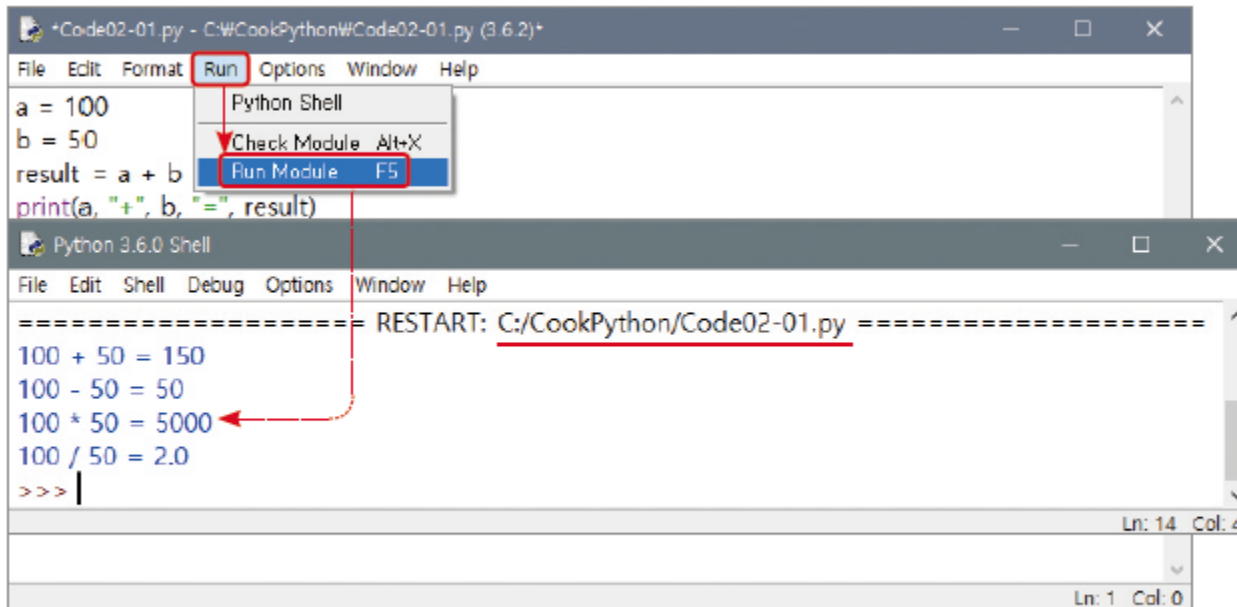 *Code02-01.py - C:₩CookPython₩Code02-01.py (3.6.2)*
File Edit Format Run Options Window Help
a = 100
b = 50
result = a + b
print(a, "+", b, "=", result)
Python Shell
Check Module Alt+X
Run Module F5
Python 3.6.0 Shell
File Edit Shell Debug Options Window Help
==================== RESTART: C:/CookPython/Code02-01.py ====================
100 + 50 = 150
100 - 50 = 50
100 * 50 = 5000
100 / 50 = 2.0
>>>
Ln: 14 Col: 4
Ln: 1 Col: 0